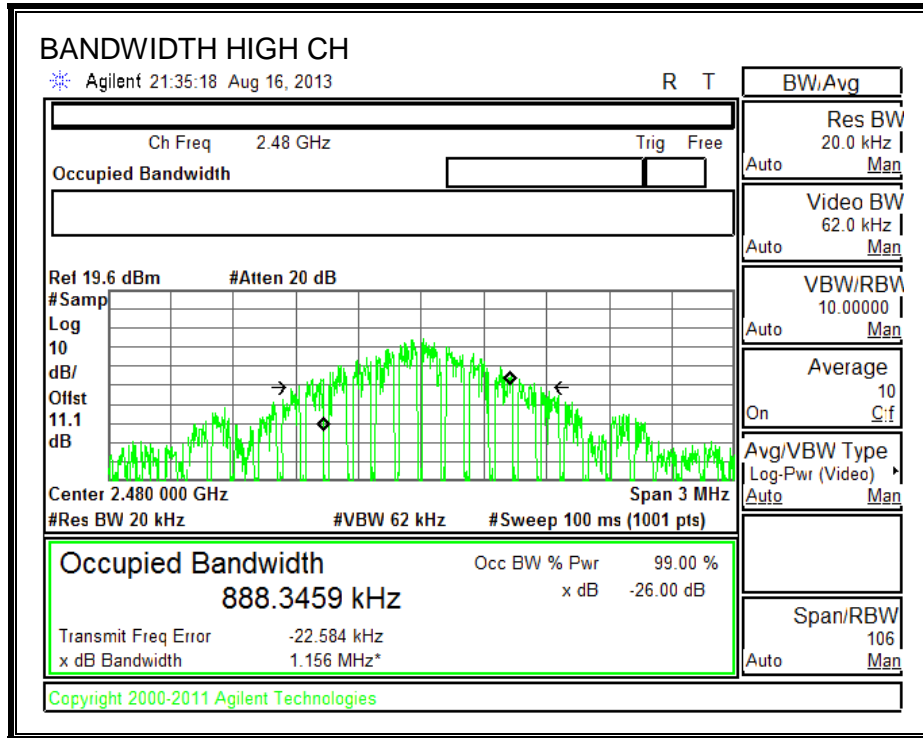 BANDWIDTH HIGH CH
Agilent 21:35:18 Aug 16, 2013 R T
Ch Freq 2.48 GHz Trig Free
Occupied Bandwidth
Ref 19.6 dBm #Atten 20 dB
#Samp
Log
10
dB/
Offst
11.1
dB
Center 2.480 000 GHz Span 3 MHz
#Res BW 20 kHz #VBW 62 kHz #Sweep 100 ms (1001 pts)
Occupied Bandwidth
888.3459 kHz
Occ BW % Pwr 99.00 %
x dB -26.00 dB
Transmit Freq Error -22.584 kHz
x dB Bandwidth 1.156 MHz*
Copyright 2000-2011 Agilent Technologies
BW/Avg
Res BW
20.0 kHz
Auto Man
Video BW
62.0 kHz
Auto Man
VBW/RBW
10.00000
Auto Man
Average
10
On
Avg/VBW Type
Log-Pwr (Video)
Auto Man
Span/RBW
106
Auto Man